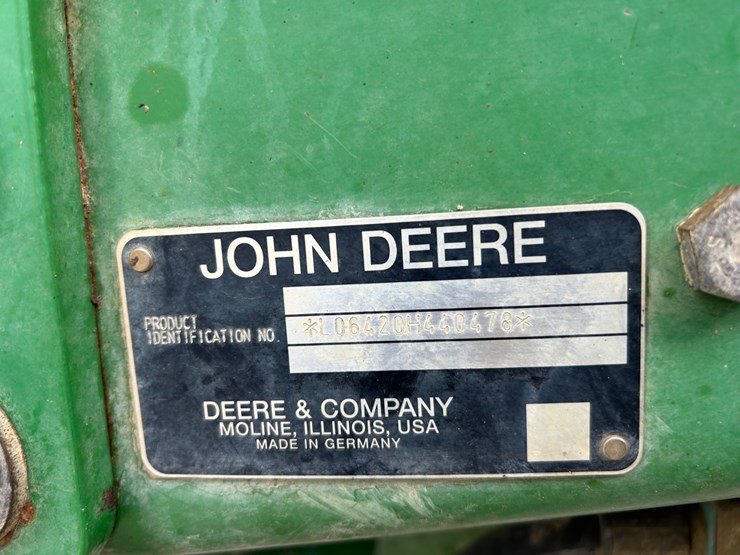 JOHN DEERE
PRODUCT
IDENTIFICATION NO.
*L06420H440478*
DEERE & COMPANY
MOLINE, ILLINOIS, USA
MADE IN GERMANY